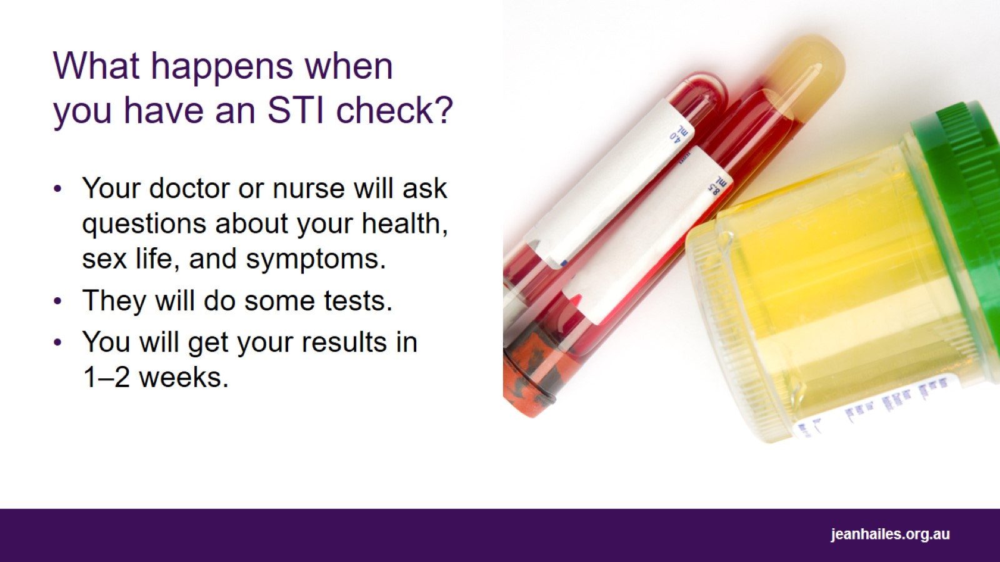 What happens when
you have an STI check?
• Your doctor or nurse will ask
questions about your health,
sex life, and symptoms.
• They will do some tests.
• You will get your results in
1–2 weeks.
4.0
mL
8.5
mL
jeanhailes.org.au